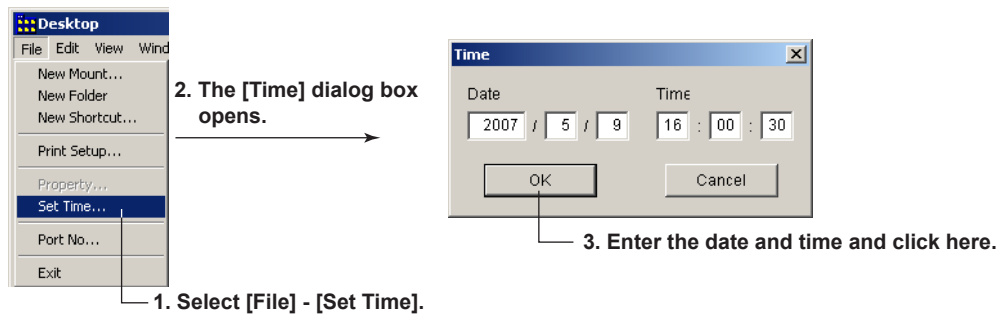 Desktop
File Edit View Wind
New Mount...
New Folder
New Shortcut...
Print Setup...
Property...
Set Time...
Port No...
Exit
1. Select [File] - [Set Time].
2. The [Time] dialog box
opens.
Time
Date Time
2007 / 5 / 9 16 : 00 : 30
OK Cancel
3. Enter the date and time and click here.